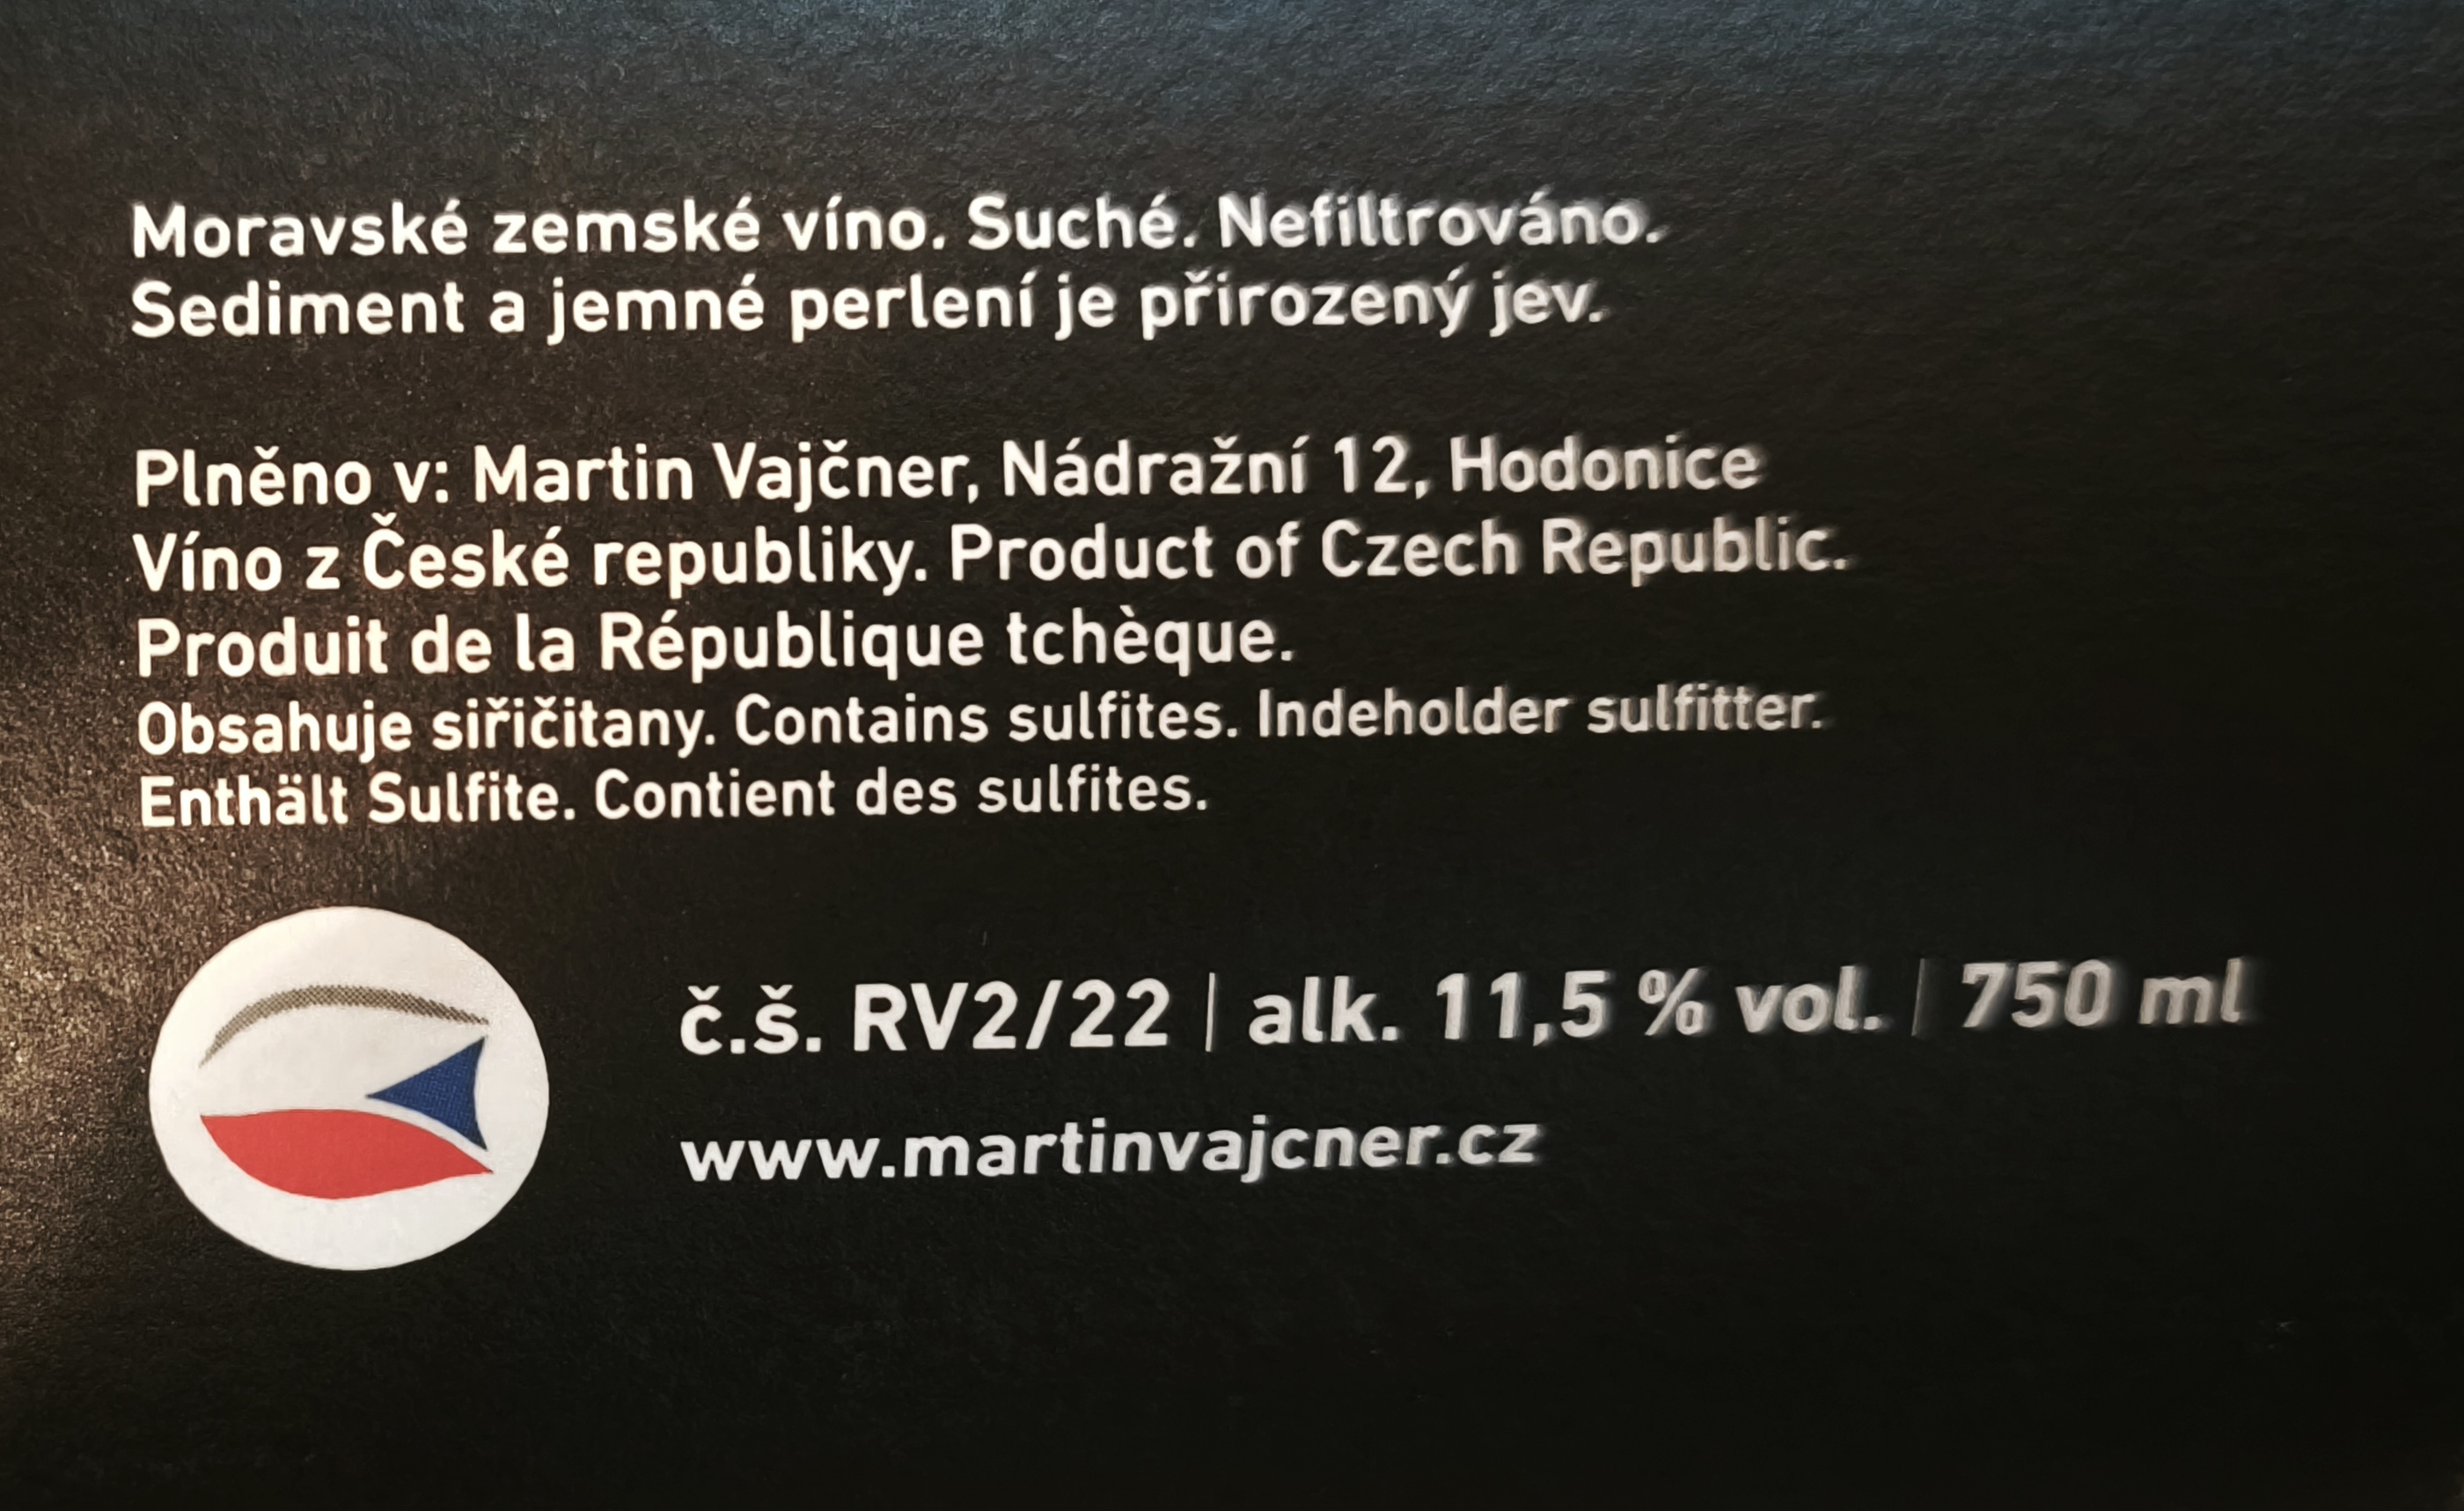 Moravské zemské víno. Suché. Nefiltrováno.
Sediment a jemné perlení je přirozený jev.
Plněno v: Martin Vajčner, Nádražní 12, Hodonice
Víno z České republiky. Product of Czech Republic.
Produit de la République tchèque.
Obsahuje siřičitany. Contains sulfites. Indeholder sulfitter.
Enthält Sulfite. Contient des sulfites.
č.š. RV2/22 | alk. 11,5 % vol. | 750 ml
www.martinvajcner.cz